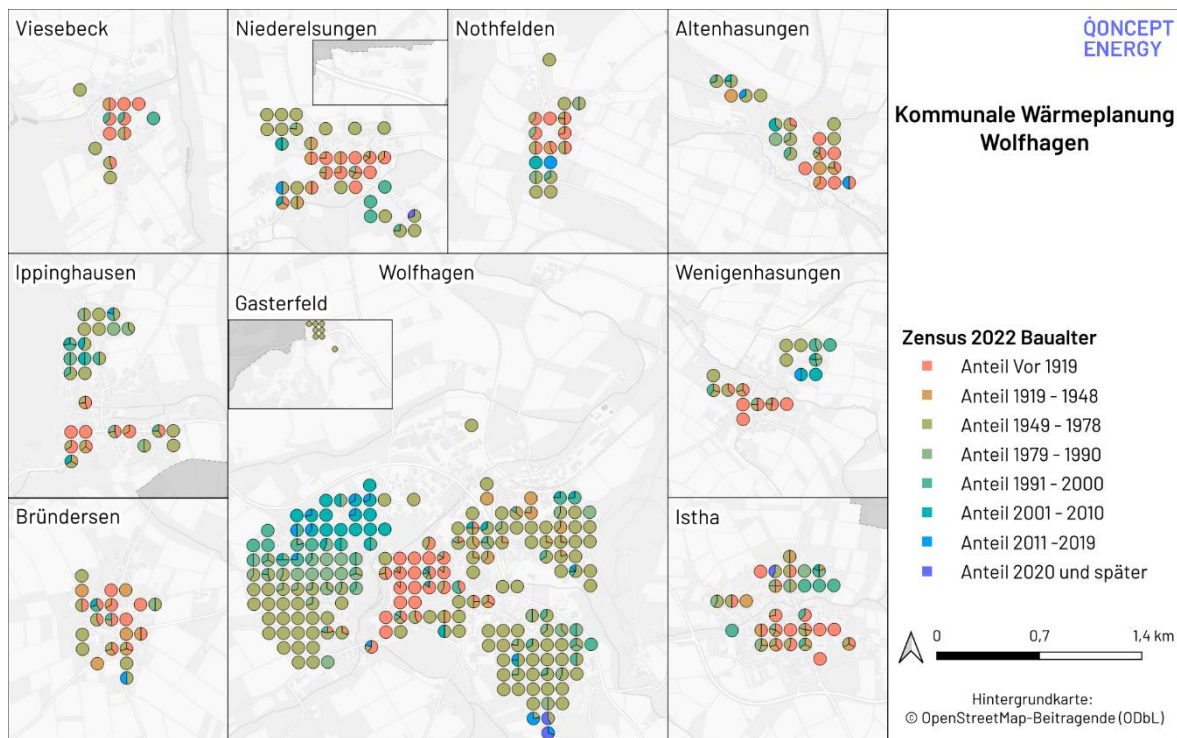 Viesebeck
Niederelsungen
Nothfelden
Altenhasungen
Ippinghausen
Wolfhagen
Gasterfeld
Wenigenhasungen
Bründersen
Istha
QONCEPT
ENERGY
Kommunale Wärmeplanung
Wolfhagen
Zensus 2022 Baualter
Anteil Vor 1919
Anteil 1919 - 1948
Anteil 1949 - 1978
Anteil 1979 - 1990
Anteil 1991 - 2000
Anteil 2001 - 2010
Anteil 2011 -2019
Anteil 2020 und später
0 0,7 1,4 km
Hintergrundkarte:
© OpenStreetMap-Beitragende (ODbL)